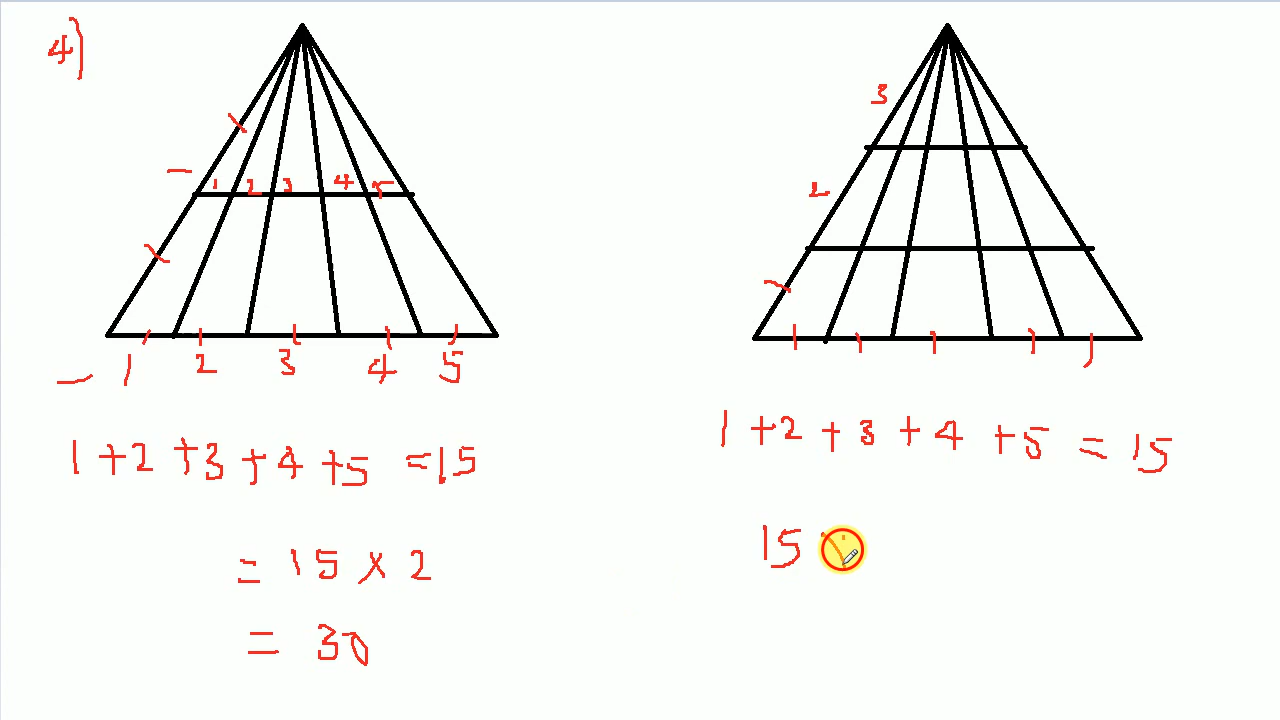 4)
1 2 3 4 5
1 2 3 4 5
1 + 2 + 3 + 4 + 5 = 15
= 15 × 2
= 30
3
2
1 + 2 + 3 + 4 + 5 = 15
15